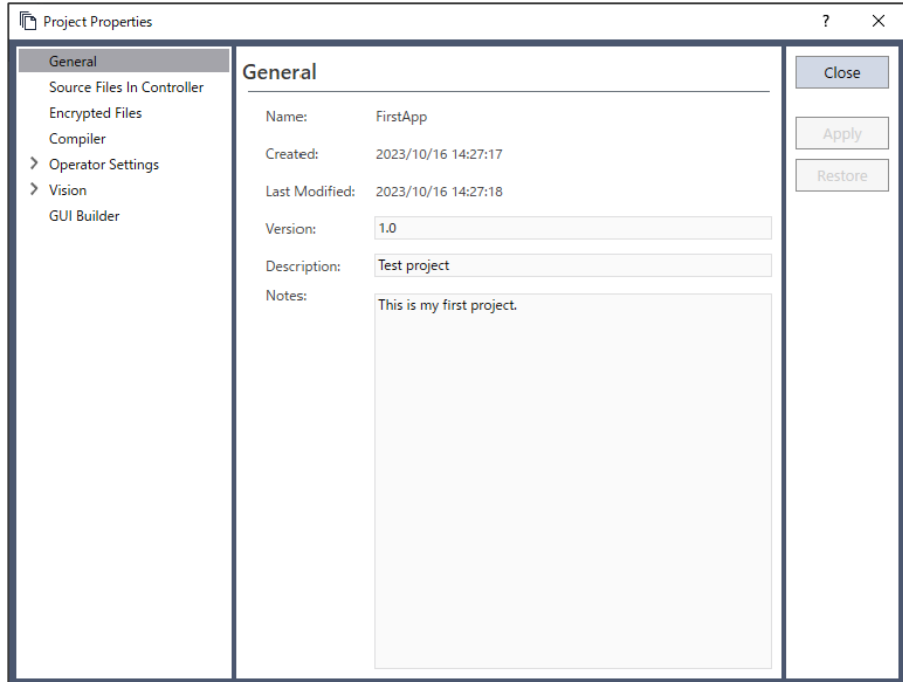 Project Properties
?
General
Source Files In Controller
Encrypted Files
Compiler
Operator Settings
Vision
GUI Builder
General
Name: FirstApp
Created: 2023/10/16 14:27:17
Last Modified: 2023/10/16 14:27:18
Version: 1.0
Description: Test project
Notes: This is my first project.
Close
Apply
Restore